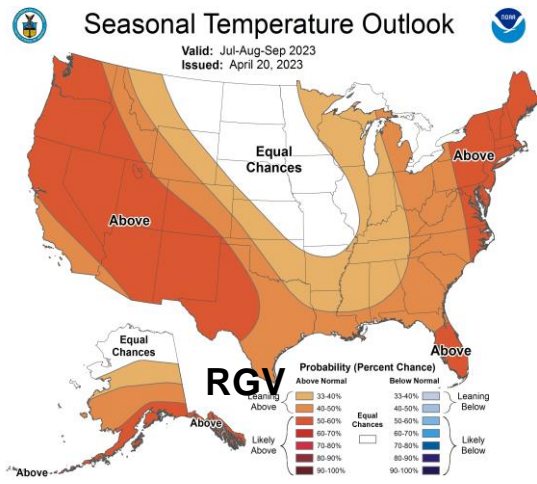 Seasonal Temperature Outlook
NOAA
Valid: Jul-Aug-Sep 2023
Issued: April 20, 2023
Equal
Chances
Above
Above
Above
Equal
Chances
Above
Above
RGV
Probability (Percent Chance)
Above Normal Below Normal
Leaning
Above
33-40%
40-50%
Likely
Above
50-60%
60-70%
70-80%
80-90%
90-100%
Equal
Chances
33-40%
40-50%
Leaning
Below
50-60%
60-70%
70-80%
80-90%
90-100%
Likely
Below